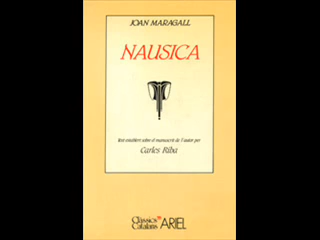 JOAN MARAGALL
NAUSICA
Text establert sobre el manuscrit de l'autor per
Carles Riba
Clàssics
Catalans ARIEL